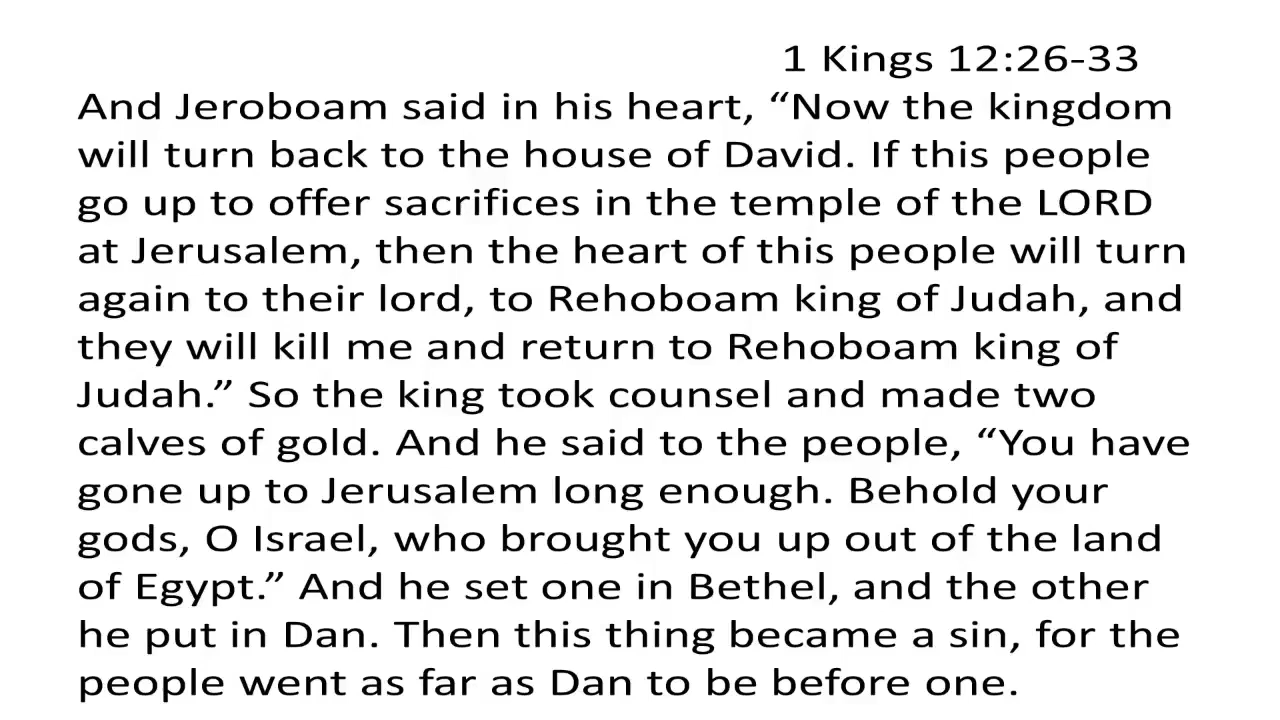 1 Kings 12:26-33
And Jeroboam said in his heart, “Now the kingdom
will turn back to the house of David. If this people
go up to offer sacrifices in the temple of the LORD
at Jerusalem, then the heart of this people will turn
again to their lord, to Rehoboam king of Judah, and
they will kill me and return to Rehoboam king of
Judah.” So the king took counsel and made two
calves of gold. And he said to the people, “You have
gone up to Jerusalem long enough. Behold your
gods, O Israel, who brought you up out of the land
of Egypt.” And he set one in Bethel, and the other
he put in Dan. Then this thing became a sin, for the
people went as far as Dan to be before one.